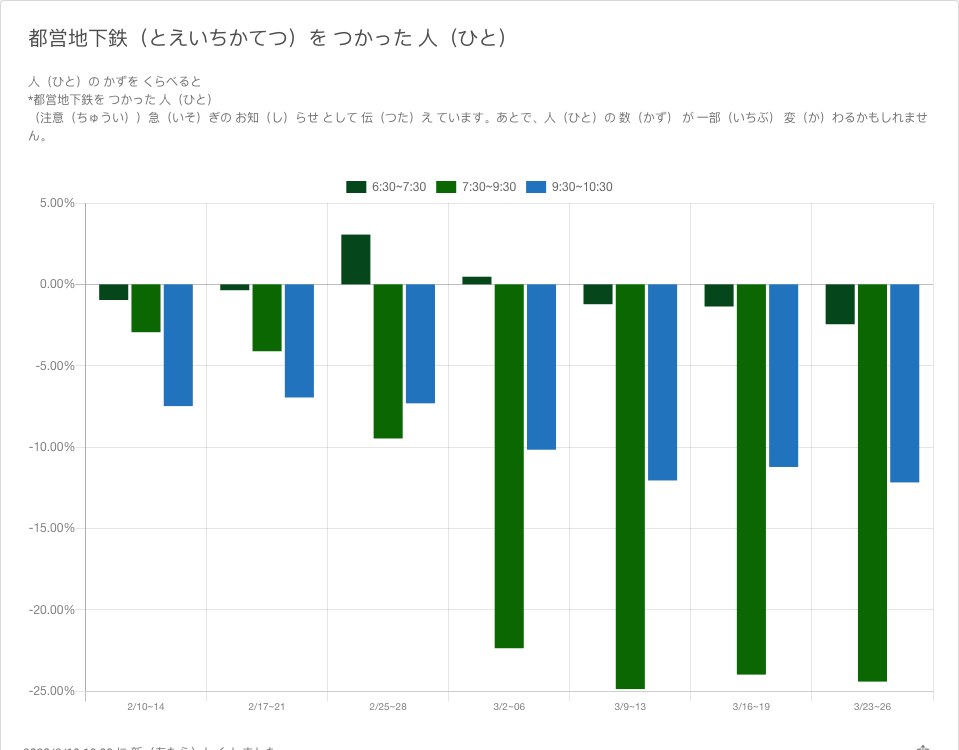 都営地下鉄（とえいちかてつ）を つかった 人（ひと）
人（ひと）の かずを くらべると
*都営地下鉄を つかった 人（ひと）
（注意（ちゅうい））急（いそ）ぎの お知（し）らせ として 伝（つた）え ています。あとで、人（ひと）の 数（かず） が 一部（いちぶ） 変（か）わるかもしれませ
ん。
6:30~7:30 7:30~9:30 9:30~10:30
5.00%
0.00%
-5.00%
-10.00%
-15.00%
-20.00%
-25.00%
2/10~14 2/17~21 2/25~28 3/2~06 3/9~13 3/16~19 3/23~26